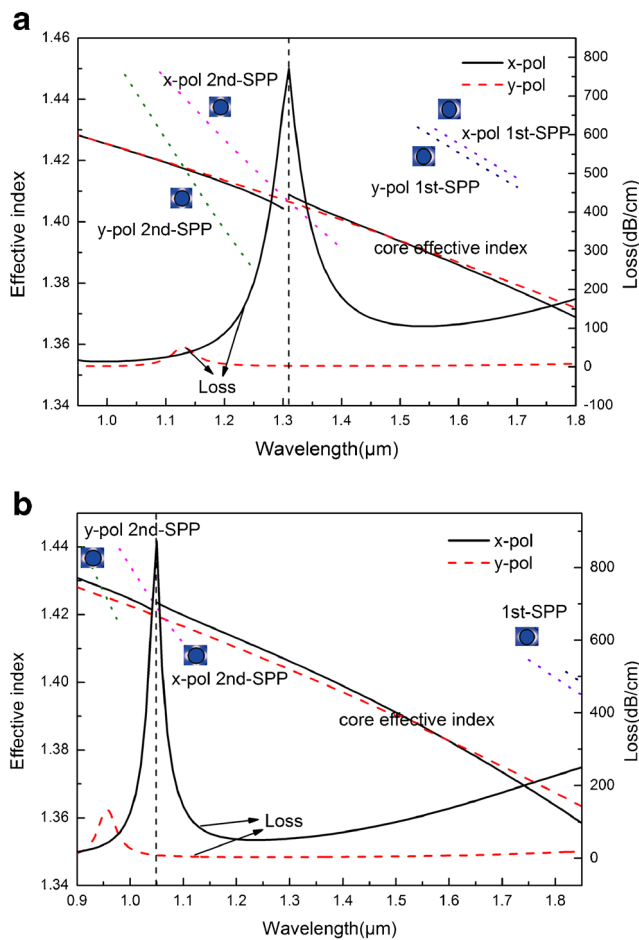 a
1.46
1.44
1.42
1.40
1.38
1.36
1.34
800
700
600
500
400
300
200
100
0
-100
1.0
1.1
1.2
1.3
1.4
1.5
1.6
1.7
1.8
Effective index
Loss(dB/cm)
Wavelength(µm)
x-pol
y-pol
x-pol 2nd-SPP
y-pol 2nd-SPP
x-pol 1st-SPP
y-pol 1st-SPP
core effective index
Loss
b
1.44
1.42
1.40
1.38
1.36
1.34
800
600
400
200
0
0.9
1.0
1.1
1.2
1.3
1.4
1.5
1.6
1.7
1.8
Effective index
Loss(dB/cm)
Wavelength(µm)
y-pol 2nd-SPP
x-pol
y-pol
1st-SPP
x-pol 2nd-SPP
core effective index
Loss